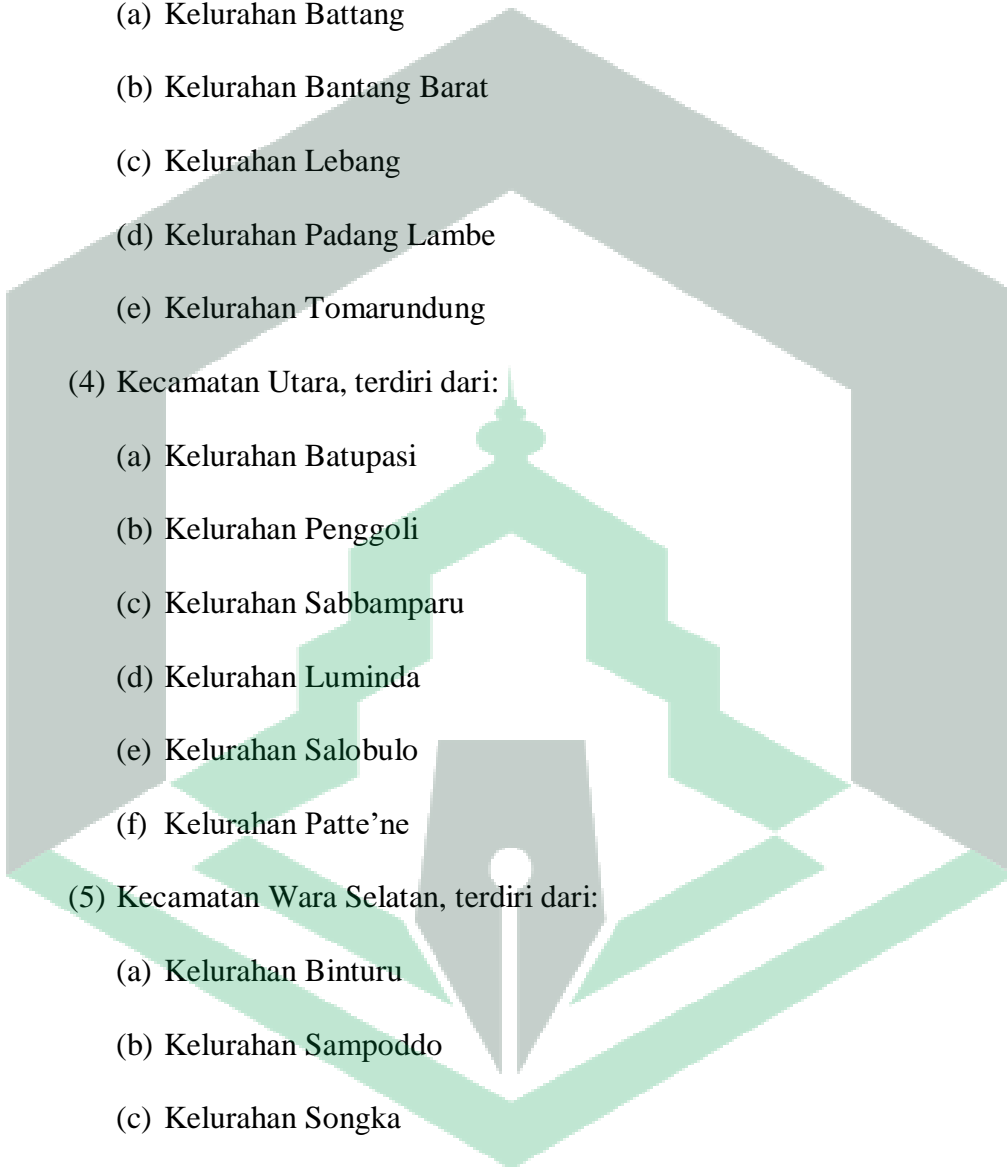 (a) Kelurahan Battang
(b) Kelurahan Bantang Barat
(c) Kelurahan Lebang
(d) Kelurahan Padang Lambe
(e) Kelurahan Tomarundung
(4) Kecamatan Utara, terdiri dari:
(a) Kelurahan Batupasi
(b) Kelurahan Penggoli
(c) Kelurahan Sabbamparu
(d) Kelurahan Luminda
(e) Kelurahan Salobulo
(f) Kelurahan Patte’ne
(5) Kecamatan Wara Selatan, terdiri dari:
(a) Kelurahan Binturu
(b) Kelurahan Sampoddo
(c) Kelurahan Songka